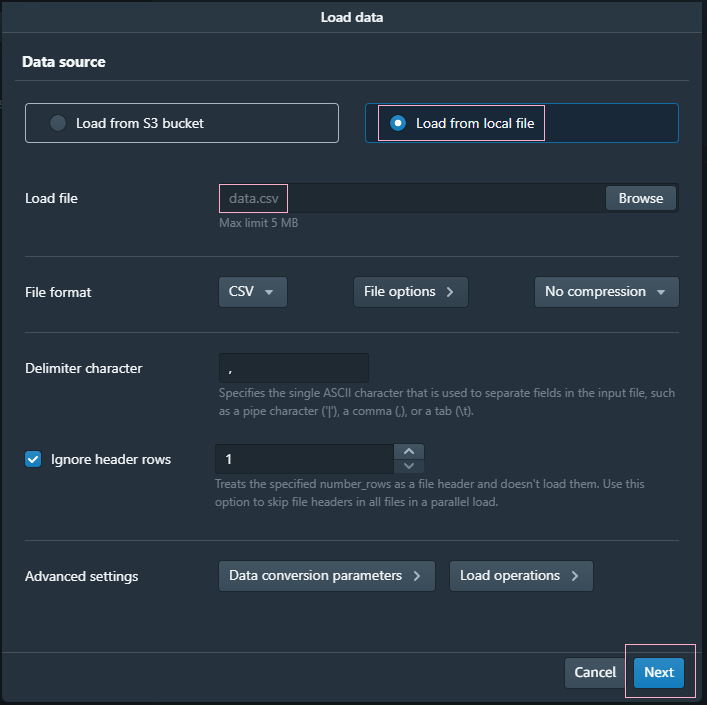 Load data
Data source
Load from S3 bucket
Load from local file
Load file
data.csv
Browse
Max limit 5 MB
File format
CSV
File options
No compression
Delimiter character
,
Specifies the single ASCII character that is used to separate fields in the input file, such
as a pipe character ('|'), a comma (,), or a tab (\t).
Ignore header rows
1
Treats the specified number_rows as a file header and doesn't load them. Use this
option to skip file headers in all files in a parallel load.
Advanced settings
Data conversion parameters
Load operations
Cancel
Next